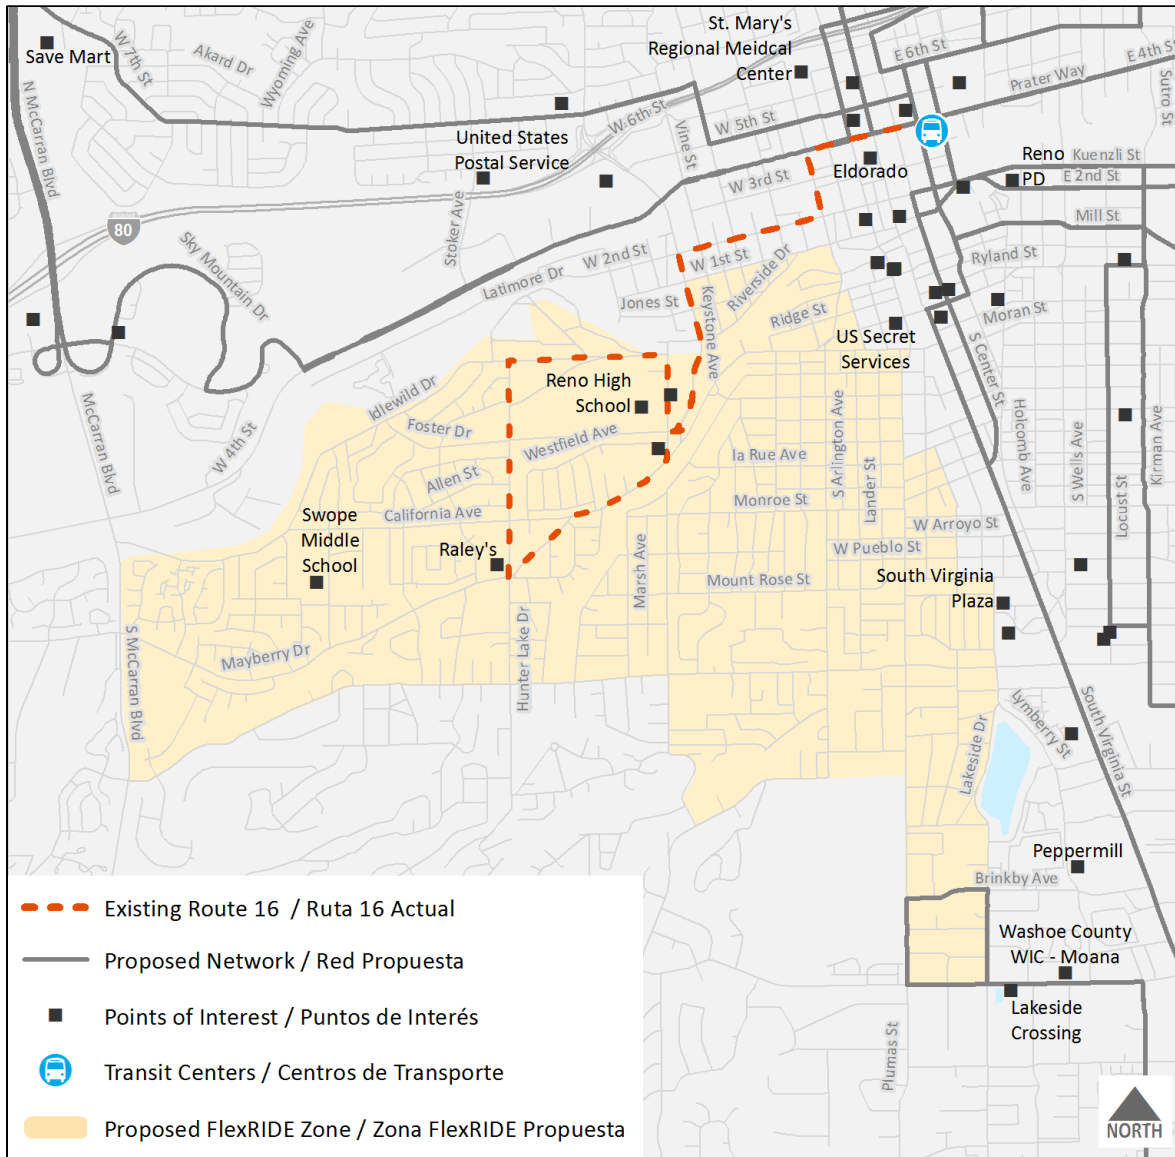 St. Mary's
Regional Meidcal
Center
Save Mart
W 7th St
Akard Dr
Wyoming Ave
N McCarran Blvd
E 6th St
E 4th St
Prater Way
Sutro St
W 6th St
W 5th St
Vine St
United States
Postal Service
Eldorado
Reno
PD
Kuenzli St
E 2nd St
W 3rd St
Mill St
80
Stoker Ave
Sky Mountain Dr
W 2nd St
W 1st St
Riverside Dr
Ryland St
Latimore Dr
Jones St
Keystone Ave
Ridge St
Moran St
US Secret
Services
S Center St
Idlewild Dr
Reno High
School
McCarran Blvd
W 4th St
Foster Dr
Westfield Ave
la Rue Ave
S Arlington Ave
Lander St
Holcomb Ave
S Wells Ave
Locust St
Kirman Ave
Allen St
California Ave
Monroe St
W Arroyo St
Swope
Middle
School
Raley's
Marsh Ave
W Pueblo St
Mount Rose St
South Virginia
Plaza
S McCarran Blvd
Mayberry Dr
Hunter Lake Dr
Lakeside Dr
Lymberry St
South Virginia St
Peppermill
Brinkby Ave
Washoe County
WIC - Moana
Lakeside
Crossing
Plumas St
Existing Route 16 / Ruta 16 Actual
Proposed Network / Red Propuesta
Points of Interest / Puntos de Interés
Transit Centers / Centros de Transporte
Proposed FlexRIDE Zone / Zona FlexRIDE Propuesta
NORTH